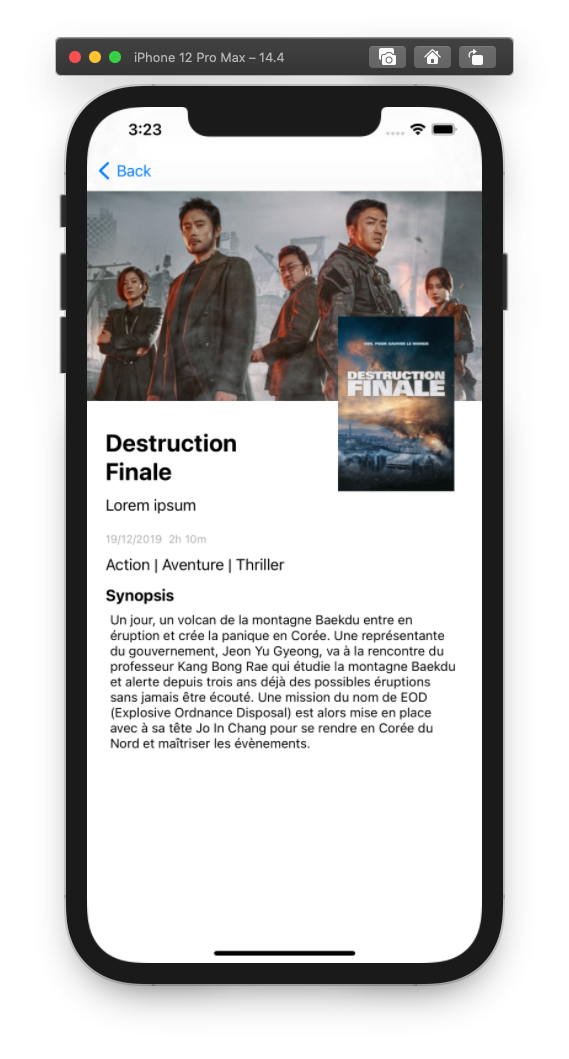 iPhone 12 Pro Max – 14.4
3:23
Back
DESTRUCTION
FINALE
Destruction
Finale
Lorem ipsum
19/12/2019 2h 10m
Action | Aventure | Thriller
Synopsis
Un jour, un volcan de la montagne Baekdu entre en
éruption et crée la panique en Corée. Une représentante
du gouvernement, Jeon Yu Gyeong, va à la rencontre du
professeur Kang Bong Rae qui étudie la montagne Baekdu
et alerte depuis trois ans déjà des possibles éruptions
sans jamais être écouté. Une mission du nom de EOD
(Explosive Ordnance Disposal) est alors mise en place
avec à sa tête Jo In Chang pour se rendre en Corée du
Nord et maîtriser les évènements.